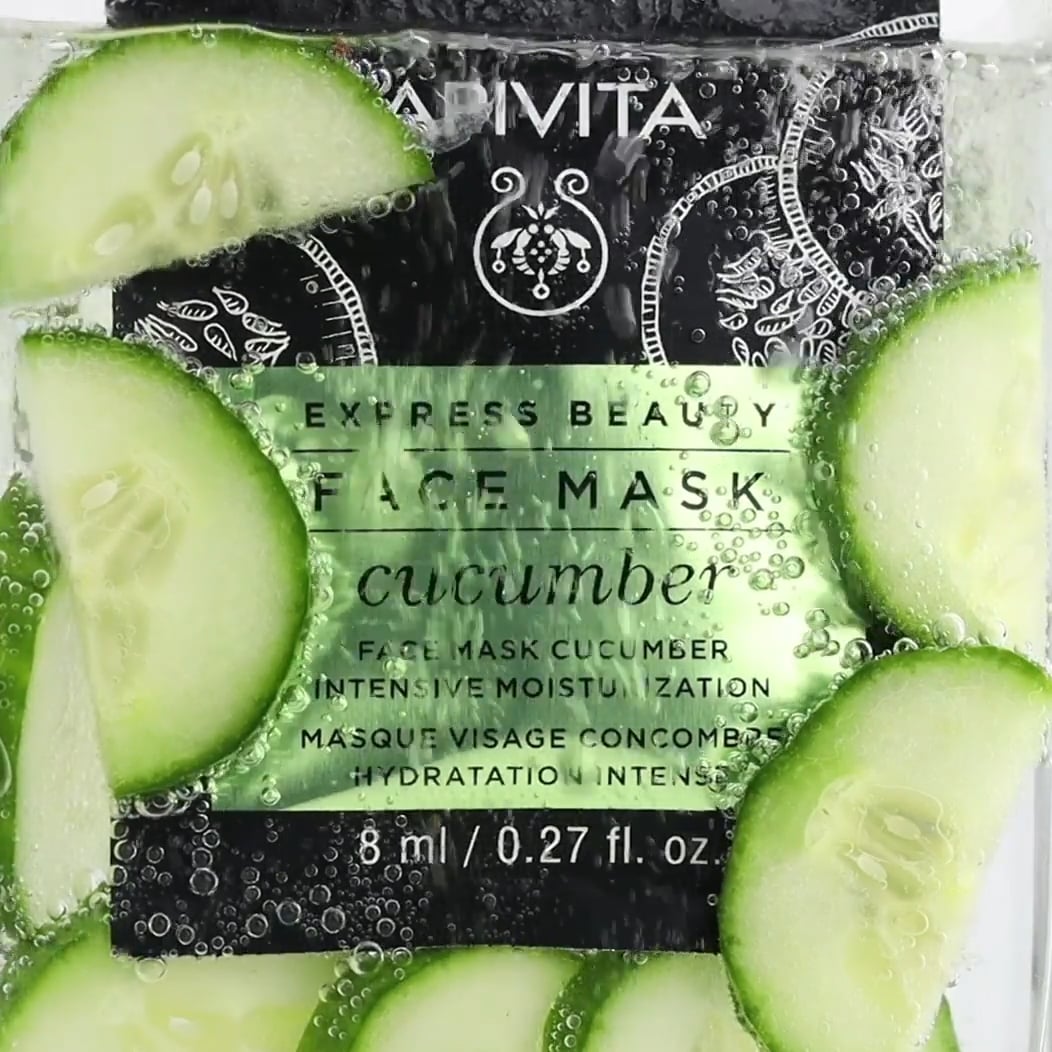 APIVITA
EXPRESS BEAUTY
FACE MASK
cucumber
FACE MASK CUCUMBER
INTENSIVE MOISTURIZATION
MASQUE VISAGE CONCOMBRE
HYDRATATION INTENSE
8 ml / 0.27 fl. oz.